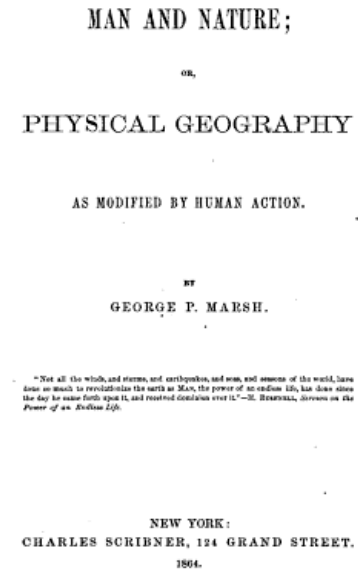 MAN AND NATURE;
OR,
PHYSICAL GEOGRAPHY
AS MODIFIED BY HUMAN ACTION.
BY
GEORGE P. MARSH.
"Not all the winds, and storms, and earthquakes, and seas, and seasons of the world, have
done so much to revolutionize the earth as MAN, the power of an endless life, has done since
the day he came forth upon it, and received dominion over it."—H. BUSHNELL, Sermon on the
Power of an Endless Life.
NEW YORK:
CHARLES SCRIBNER, 124 GRAND STREET.
1864.